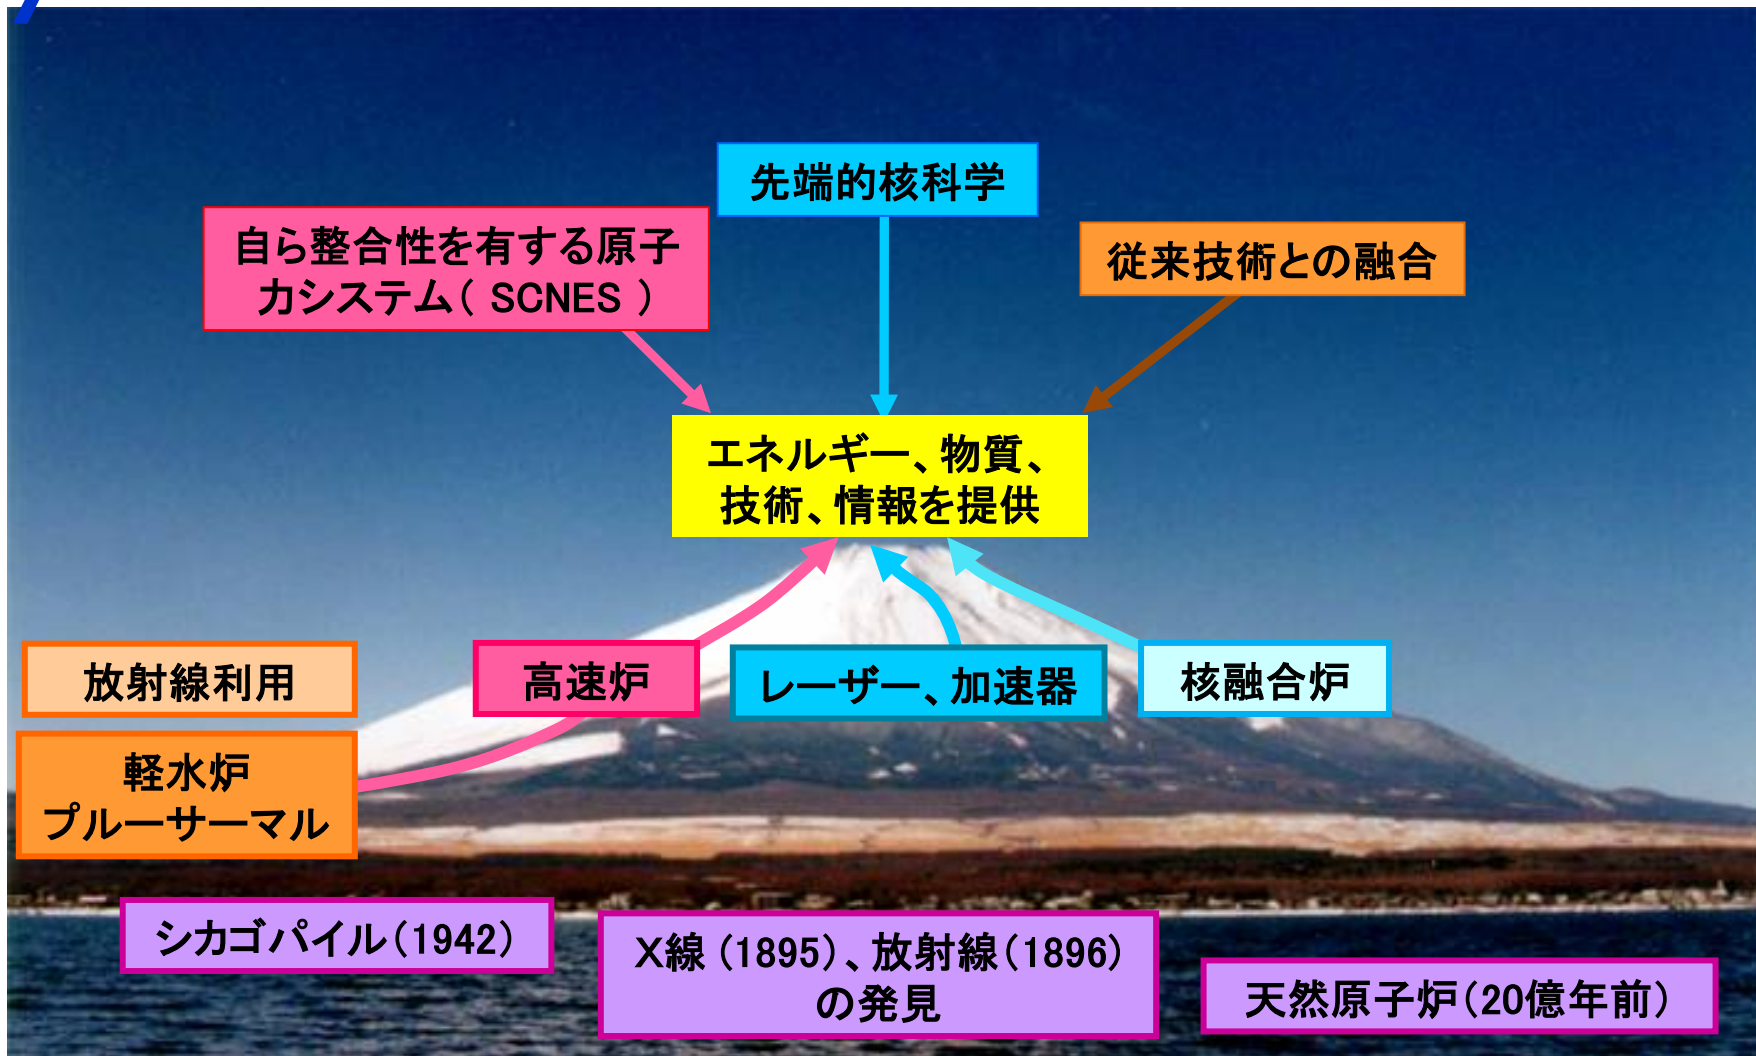 先端的核科学
自ら整合性を有する原子
力システム( SCNES )
従来技術との融合
エネルギー、物質、
技術、情報を提供
放射線利用
高速炉
レーザー、加速器
核融合炉
軽水炉
プルーサーマル
シカゴパイル(1942)
X線(1895)、放射線(1896)
の発見
天然原子炉(20億年前)